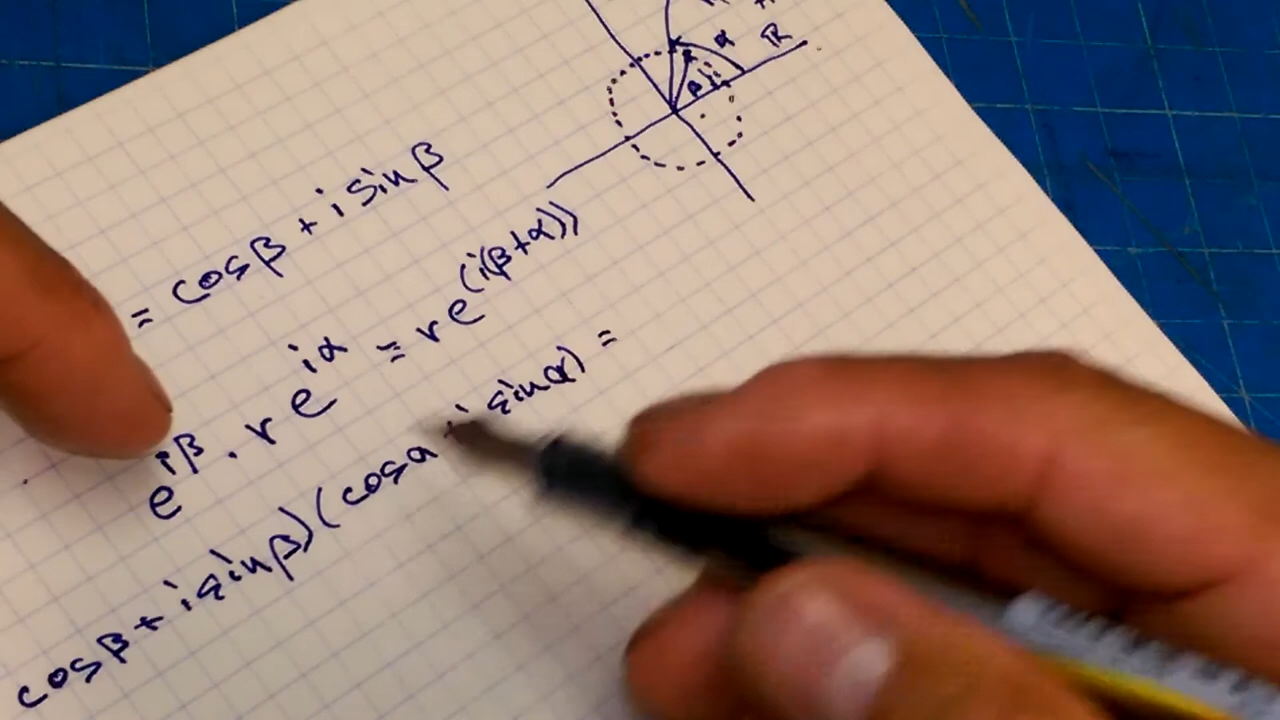 α R
β
= cosβ + i sinβ
e^{iβ} . r e^{iα} = r e^{(i(β+α))}
cosβ + i sinβ)(cosα + i sinα) =